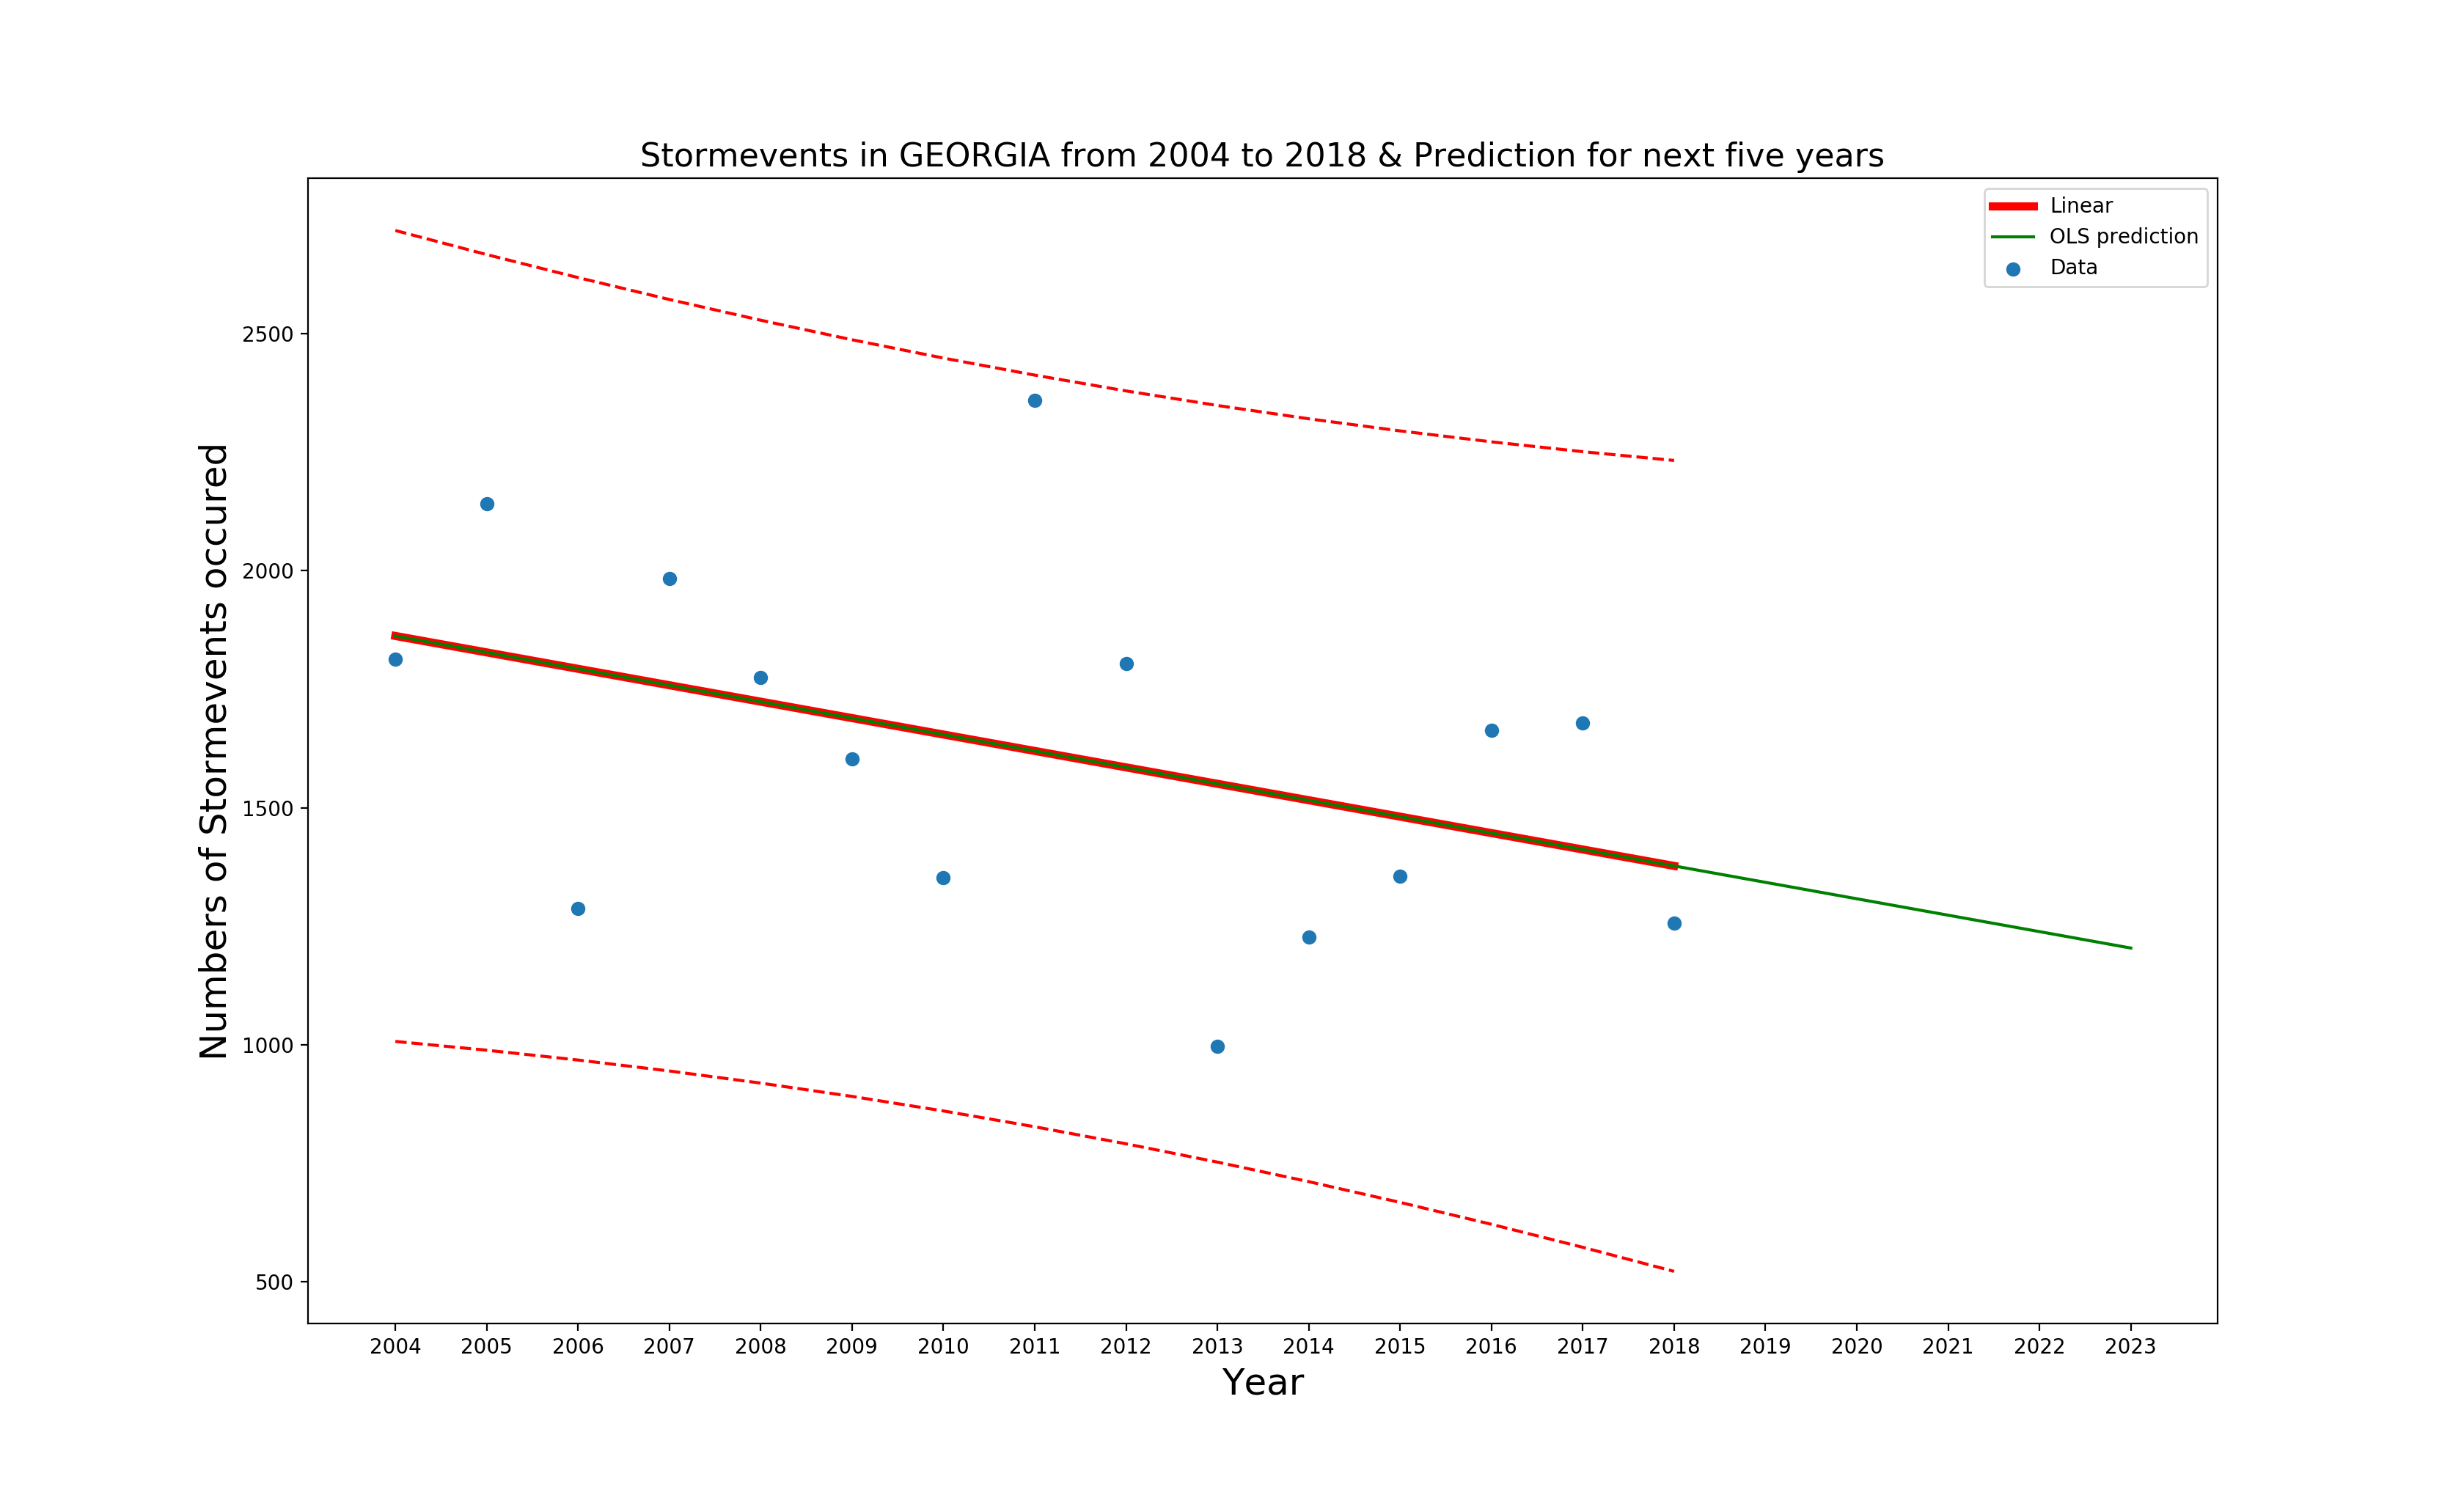 Stormevents in GEORGIA from 2004 to 2018 & Prediction for next five years
Linear
OLS prediction
Data
Numbers of Stormevents occured
2500
2000
1500
1000
500
2004 2005 2006 2007 2008 2009 2010 2011 2012 2013 2014 2015 2016 2017 2018 2019 2020 2021 2022 2023
Year